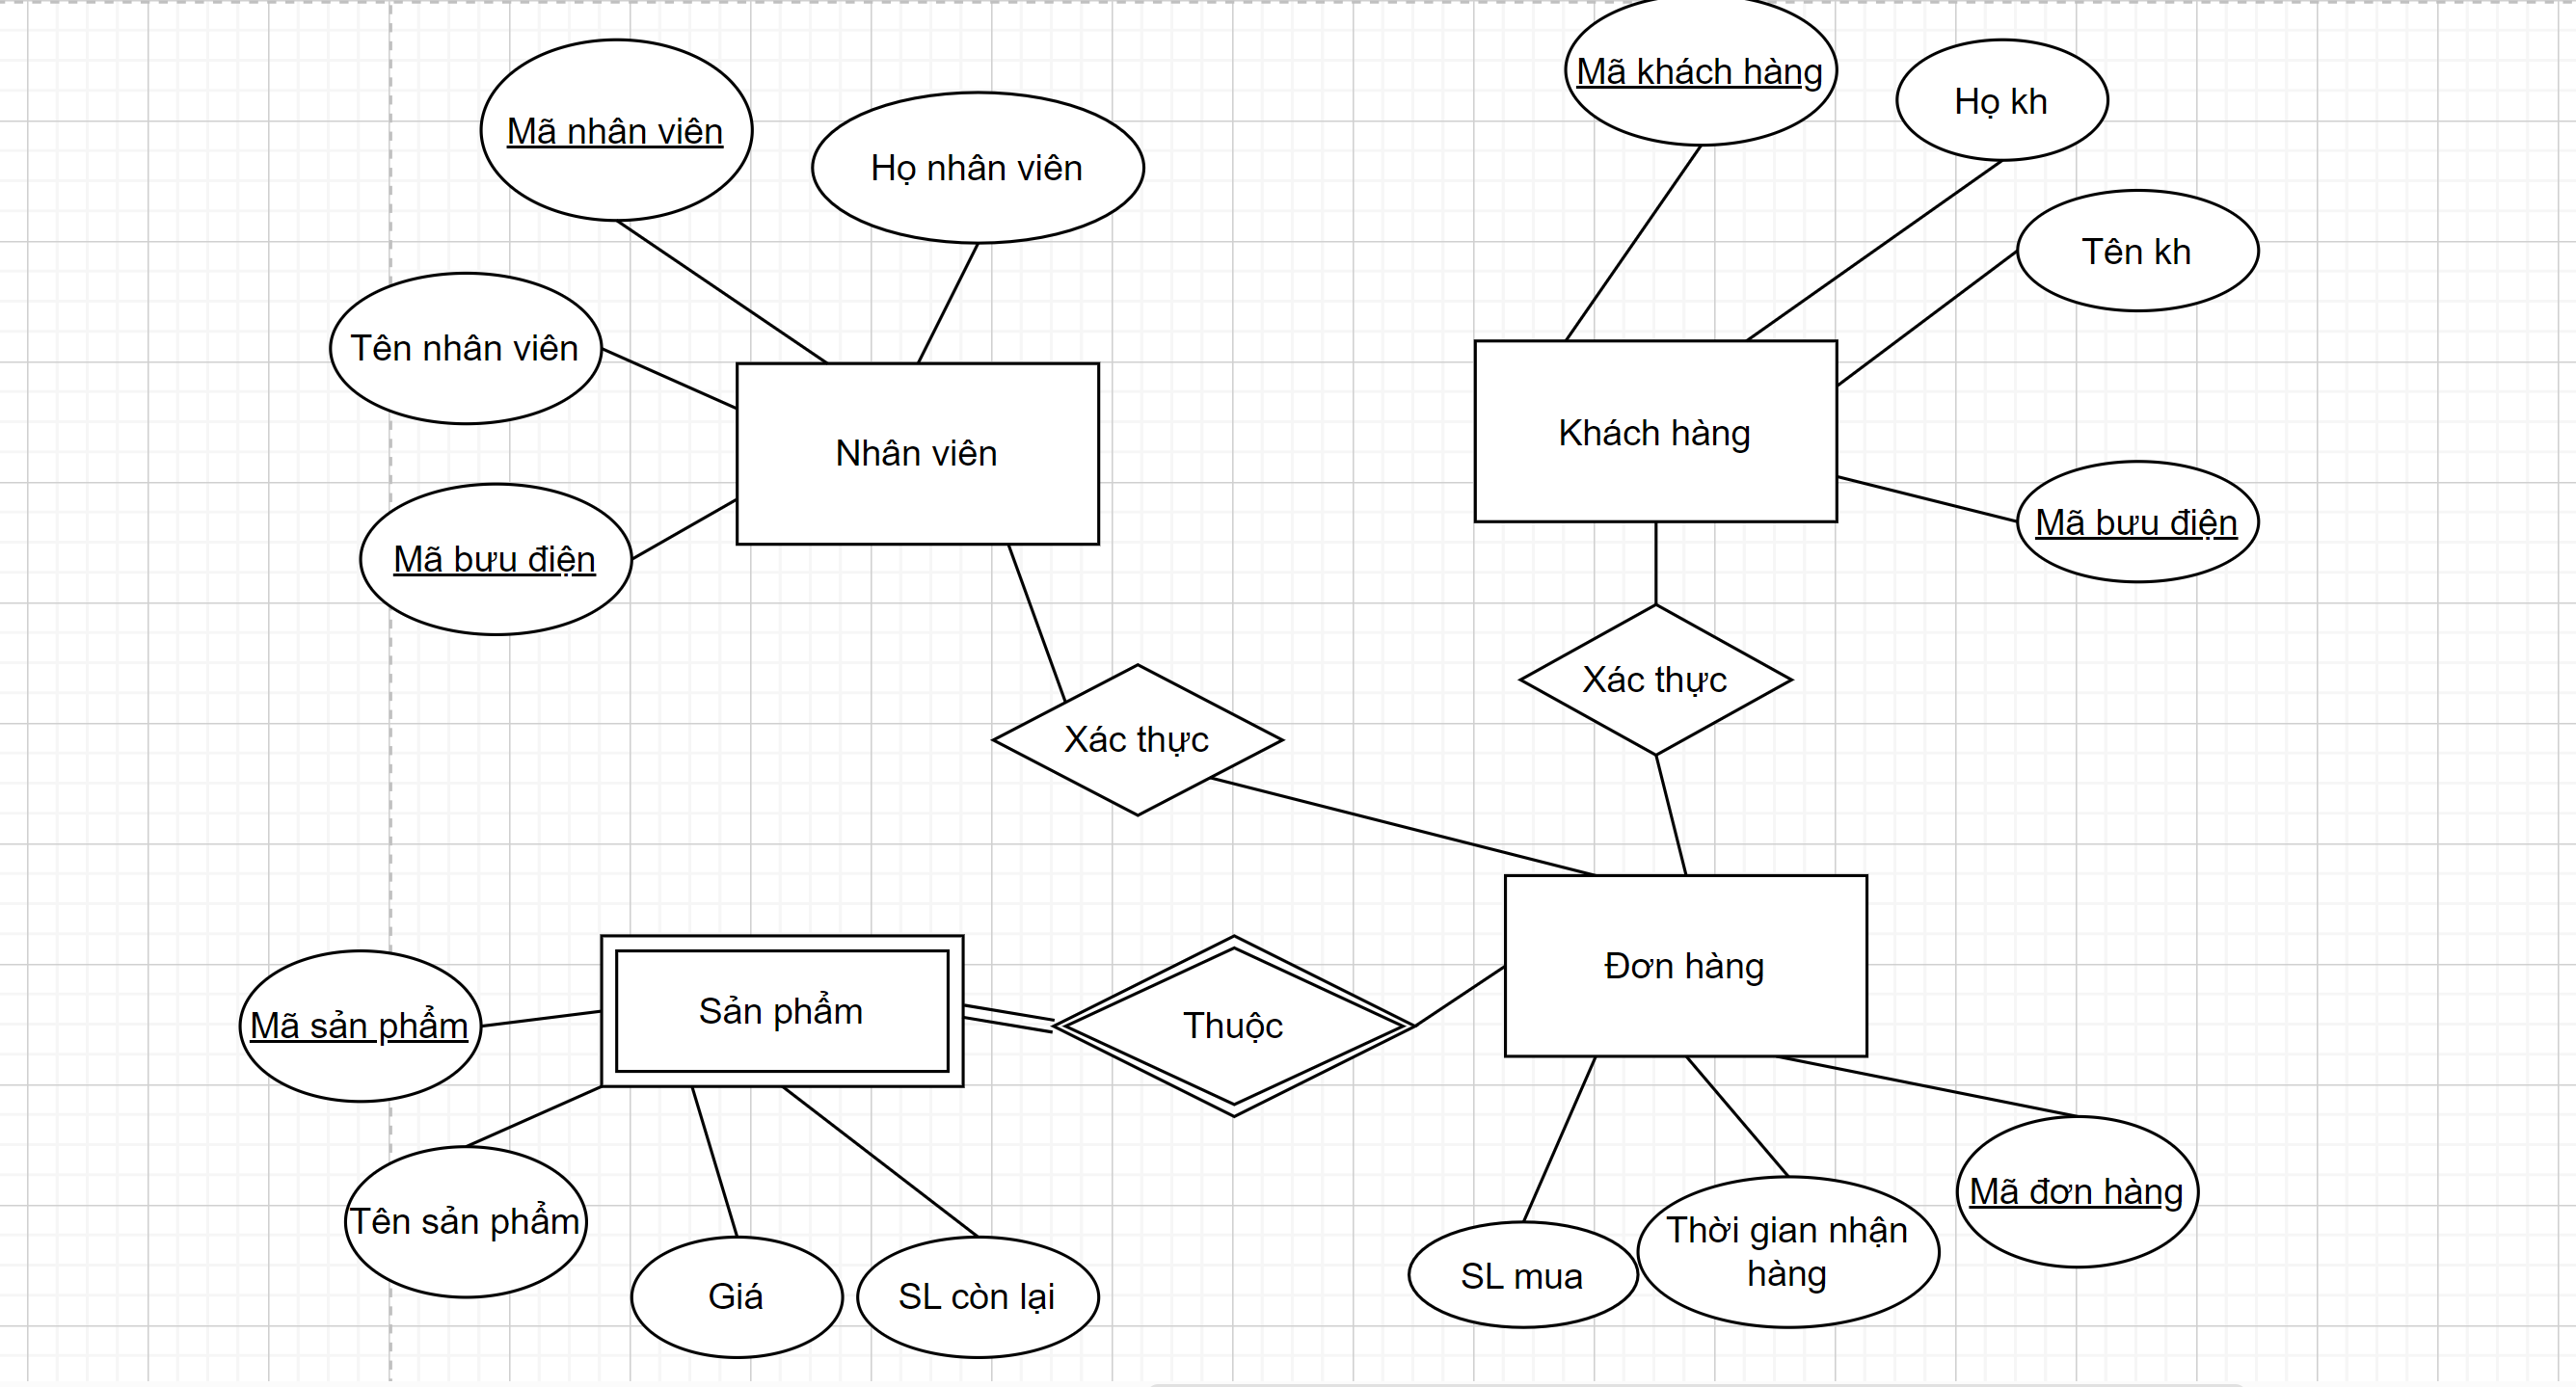 Mã khách hàng
Họ kh
Mã nhân viên
Họ nhân viên
Tên kh
Tên nhân viên
Khách hàng
Nhân viên
Mã bưu điện
Mã bưu điện
Xác thực
Xác thực
Đơn hàng
Sản phẩm
Thuộc
Mã sản phẩm
Mã đơn hàng
Tên sản phẩm
Thời gian nhận
hàng
SL mua
Giá
SL còn lại